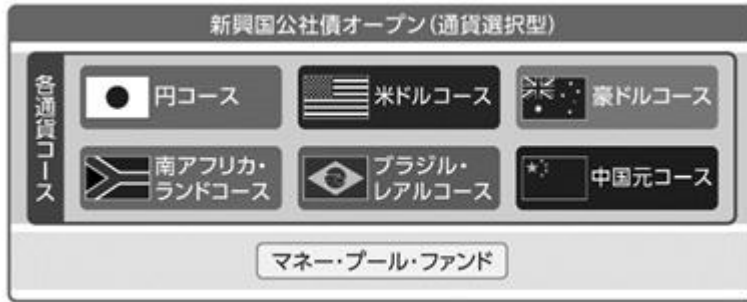 新興国公社債オープン(通貨選択型)
各通貨コース
円コース
米ドルコース
豪ドルコース
南アフリカ・
ランドコース
ブラジル・
レアルコース
中国元コース
マネー・プール・ファンド